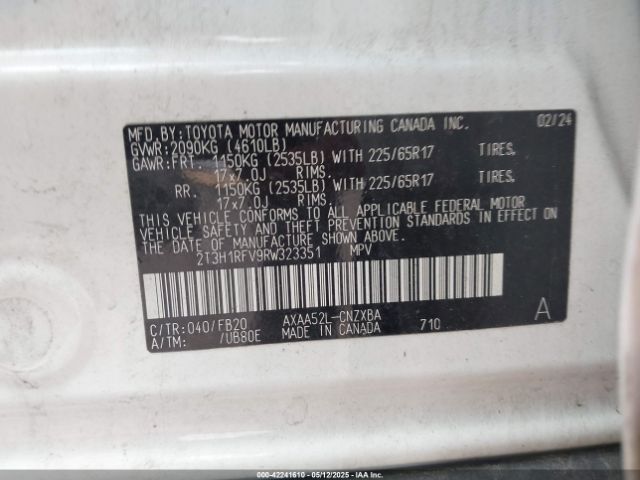 MFD.BY:TOYOTA MOTOR MANUFACTURING CANADA INC. 02/24
GVWR:2090KG (4610LB)
GAWR:FRT. 1150KG (2535LB) WITH 225/65R17 TIRES,
17x7.0J RIMS,
RR. 1150KG (2535LB) WITH 225/65R17 TIRES,
17x7.0J RIMS.
THIS VEHICLE CONFORMS TO ALL APPLICABLE FEDERAL MOTOR
VEHICLE SAFETY AND THEFT PREVENTION STANDARDS IN EFFECT ON
THE DATE OF MANUFACTURE SHOWN ABOVE.
2T3H1RFV9RW323351 MPV
C/TR:040/FB20 AXAA52L-CNZXBA 710 A
A/TM: /UB80E MADE IN CANADA
000-42241610 - 05/12/2025 - IAA Inc.